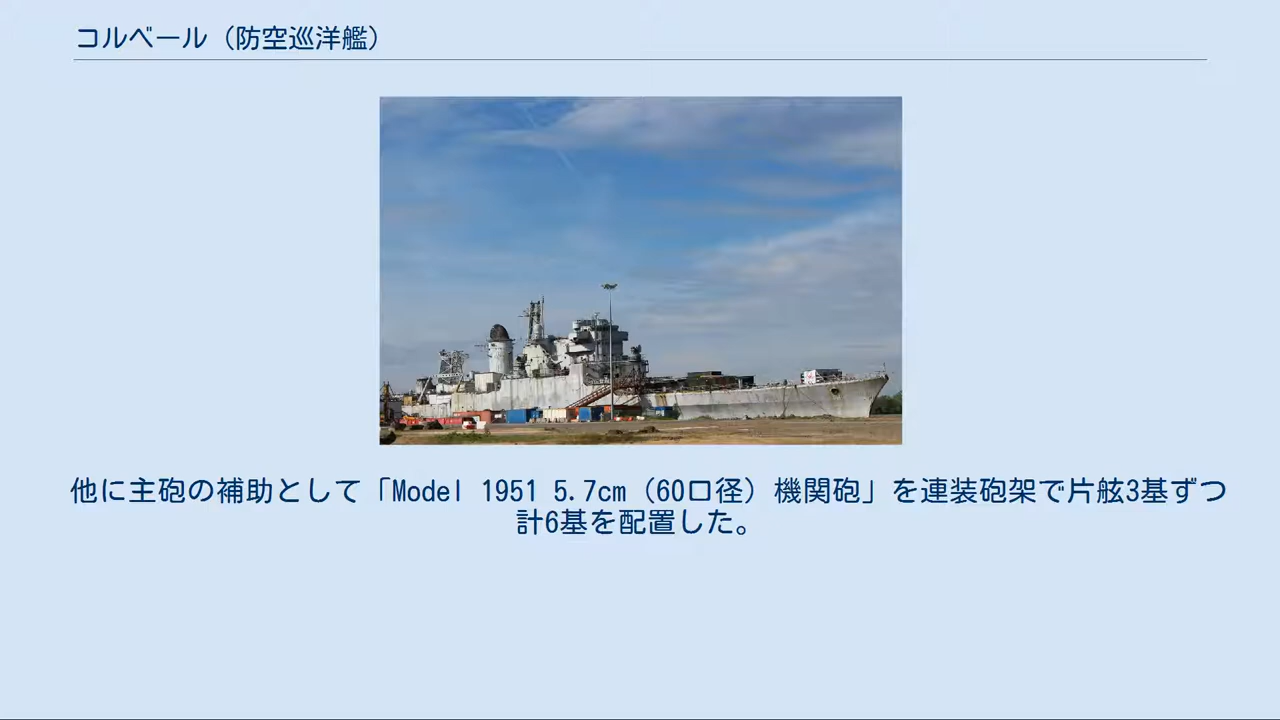 コルベール（防空巡洋艦）
他に主砲の補助として「Model 1951 5.7cm（60口径）機関砲」を連装砲架で片舷3基ずつ
計6基を配置した。